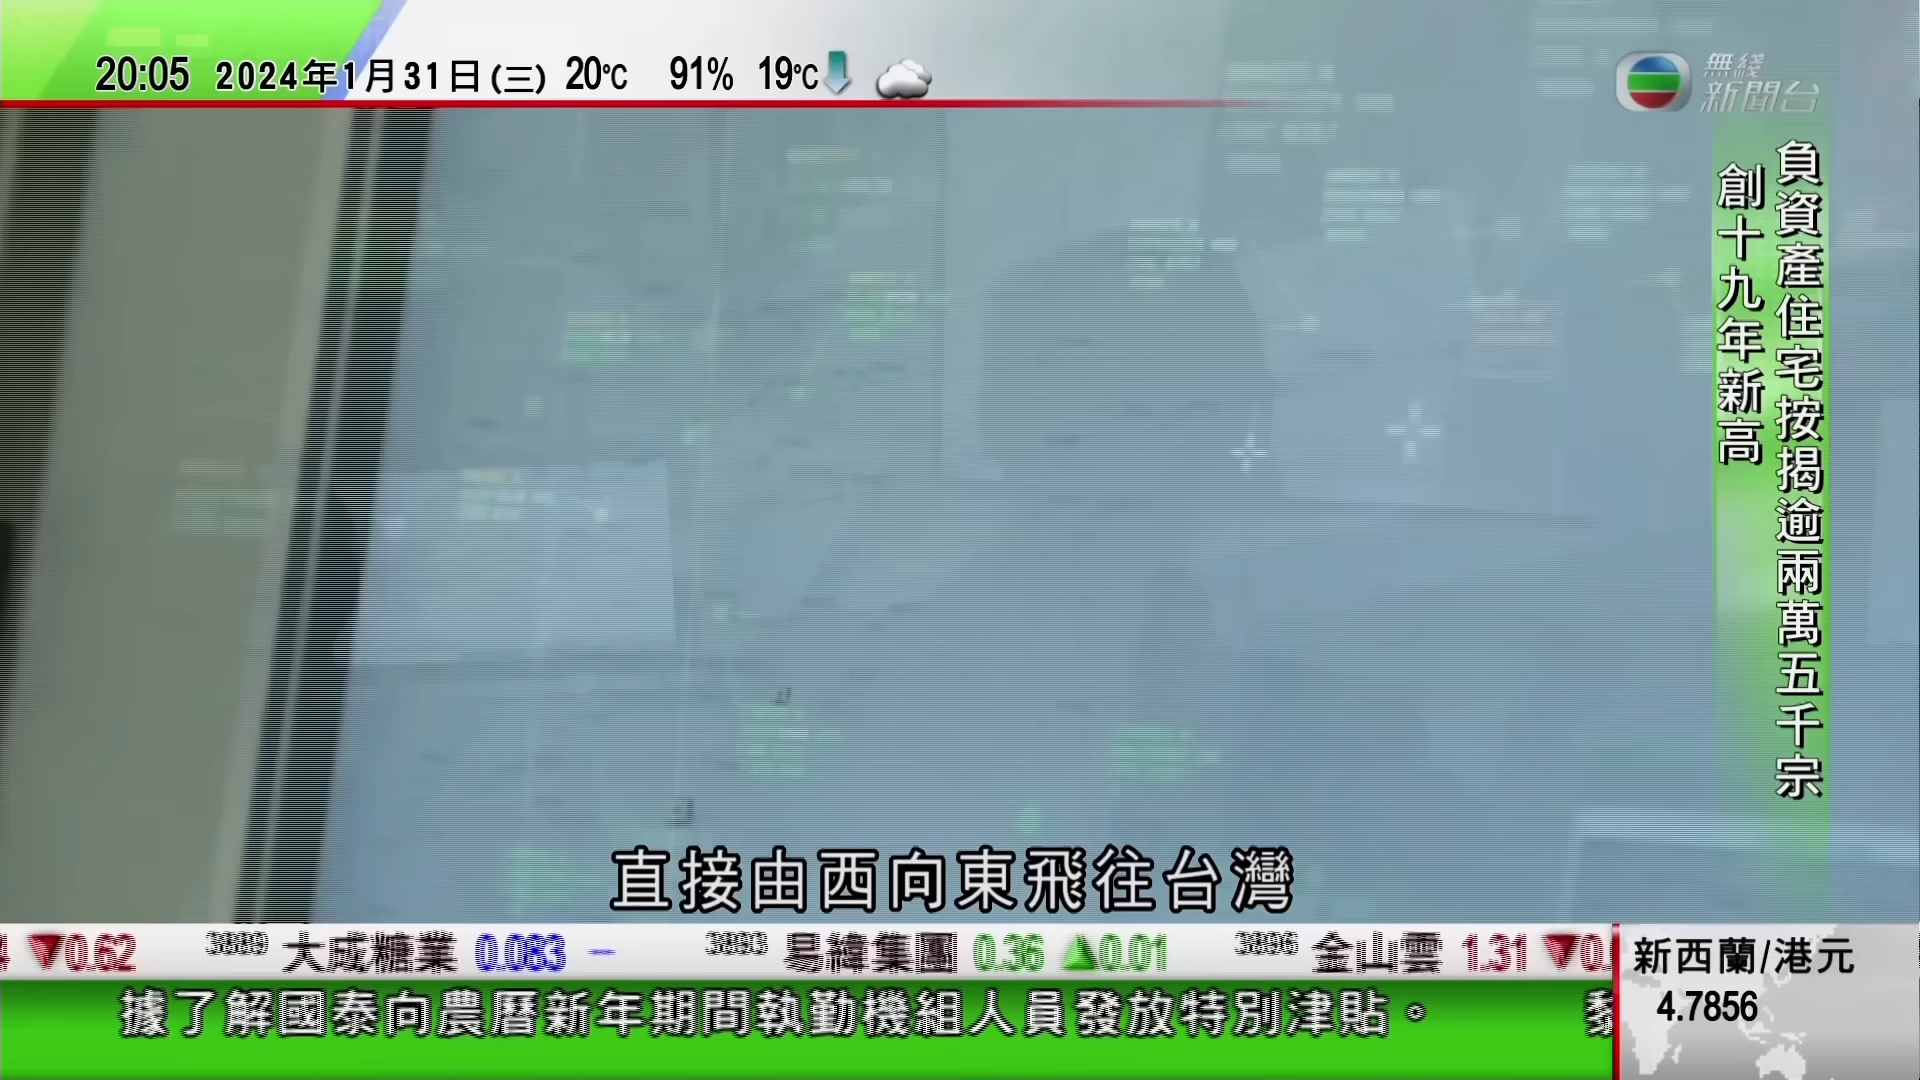 20:05 2024年1月31日(三) 20℃ 91% 19℃
無綫
新聞台
負資產住宅按揭逾兩萬五千宗
創十九年新高
直接由西向東飛往台灣
▼0.62 3889 大成糖業 0.083 – 3893 易緯集團 0.36 ▲0.01 3896 金山雲 1.31 ▼0.
據了解國泰向農曆新年期間執勤機組人員發放特別津貼。
新西蘭/港元
4.7856